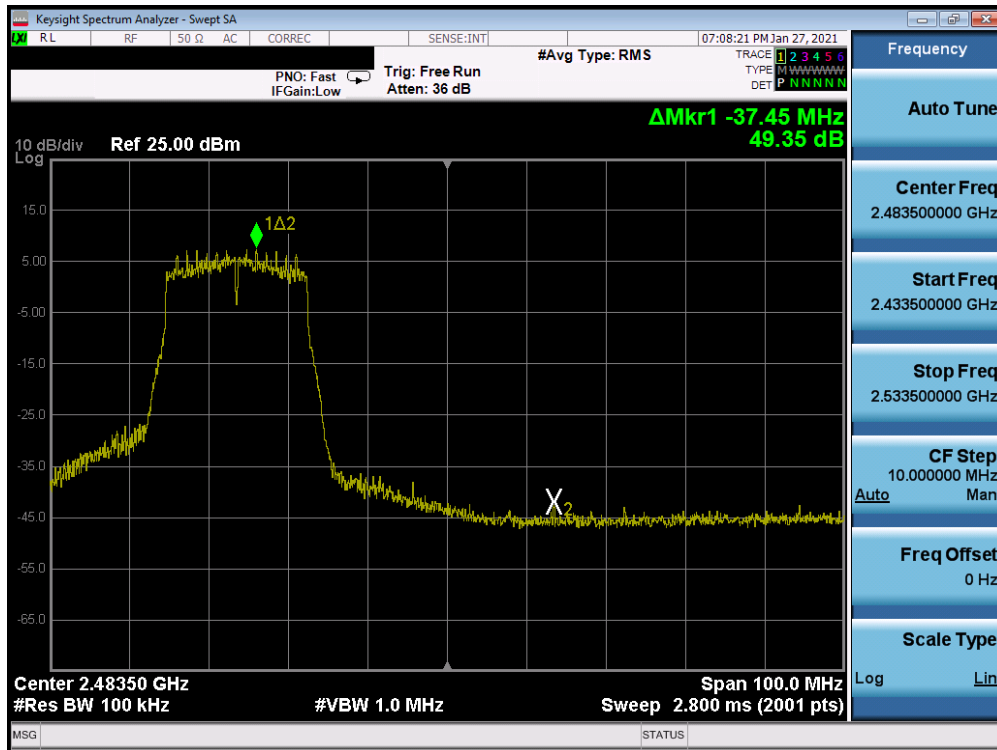 Keysight Spectrum Analyzer - Swept SA
LXI RL RF 50 Ω AC CORREC SENSE:INT 07:08:21 PM Jan 27, 2021
PNO: Fast
IFGain:Low
Trig: Free Run
Atten: 36 dB
#Avg Type: RMS
TRACE 1 2 3 4 5 6
TYPE M WWWWW
DET P N N N N N
ΔMkr1 -37.45 MHz
49.35 dB
10 dB/div
Log
Ref 25.00 dBm
15.0
5.00
-5.00
-15.0
-25.0
-35.0
-45.0
-55.0
-65.0
1Δ2
X2
Center 2.48350 GHz
Span 100.0 MHz
#Res BW 100 kHz
#VBW 1.0 MHz
Sweep 2.800 ms (2001 pts)
MSG
STATUS
Frequency
Auto Tune
Center Freq
2.483500000 GHz
Start Freq
2.433500000 GHz
Stop Freq
2.533500000 GHz
CF Step
10.000000 MHz
Auto Man
Freq Offset
0 Hz
Scale Type
Log Lin